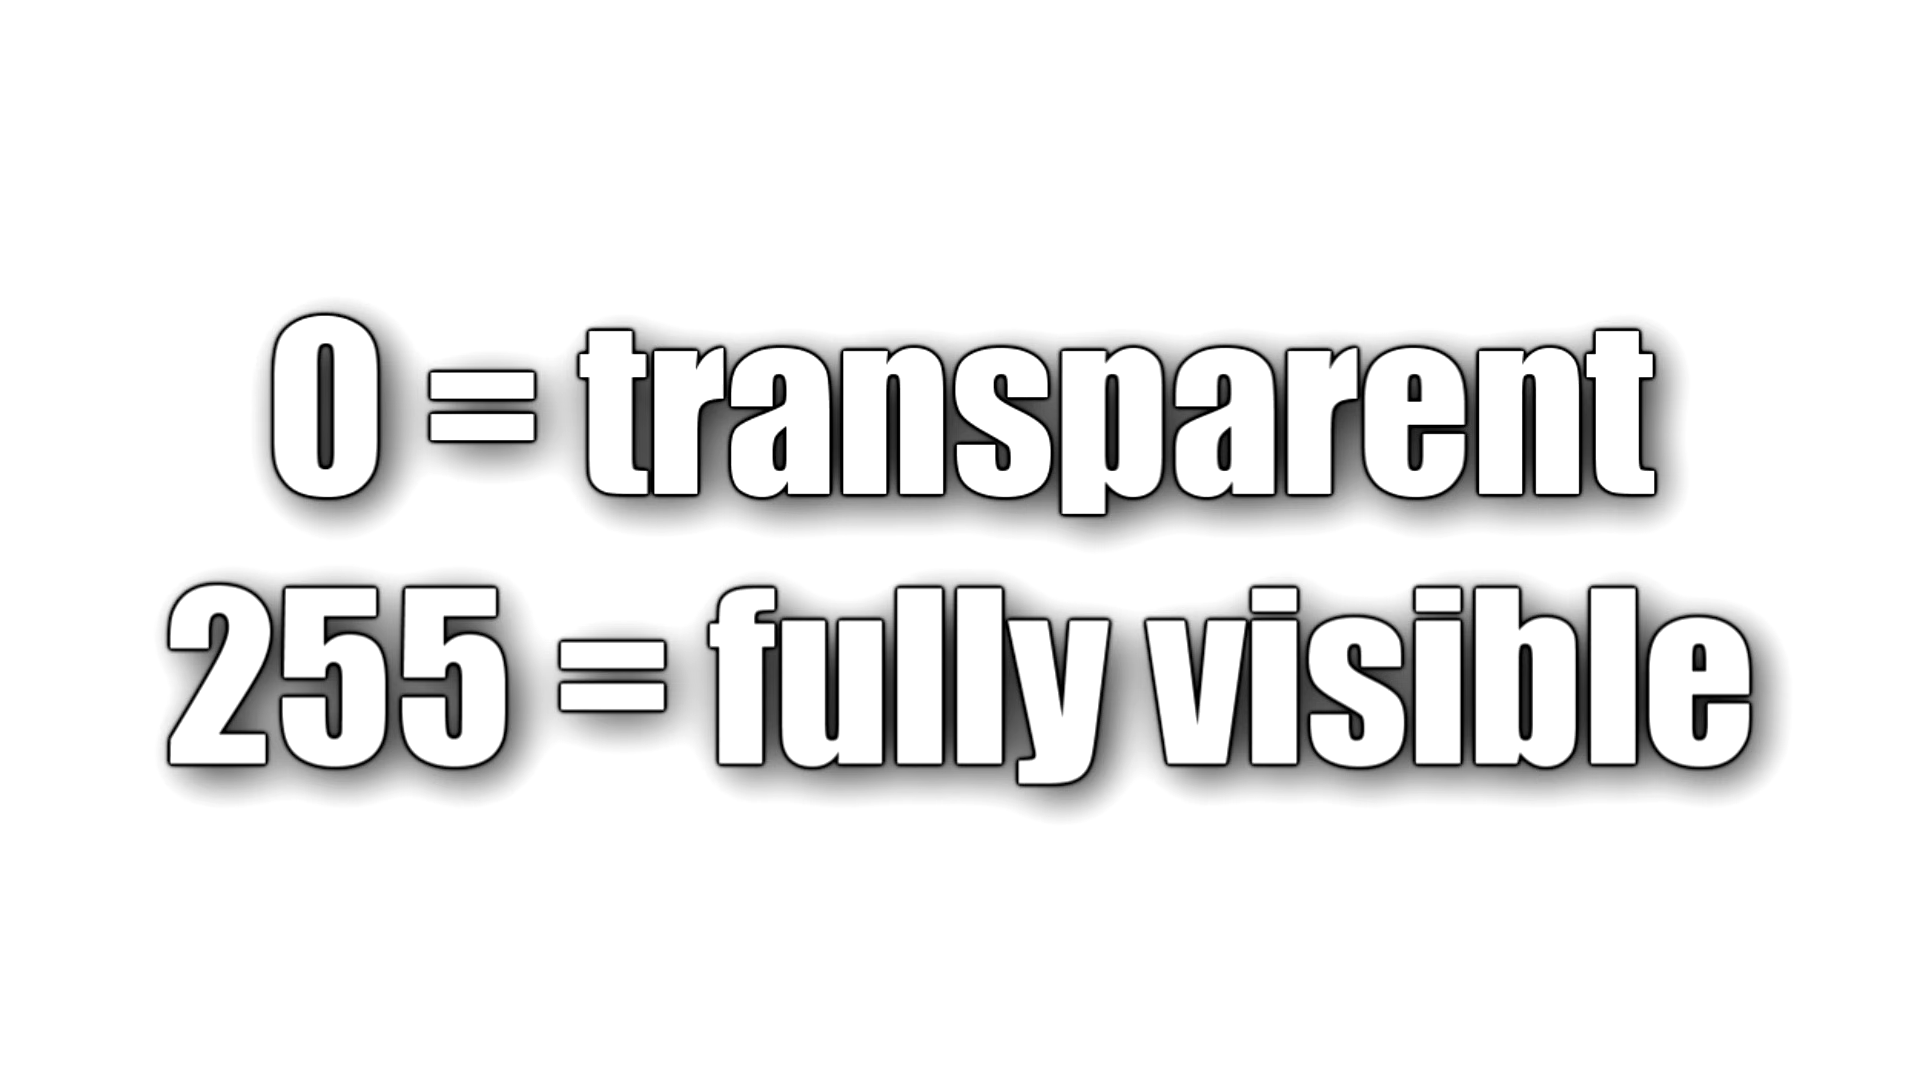 0 = transparent
255 = fully visible